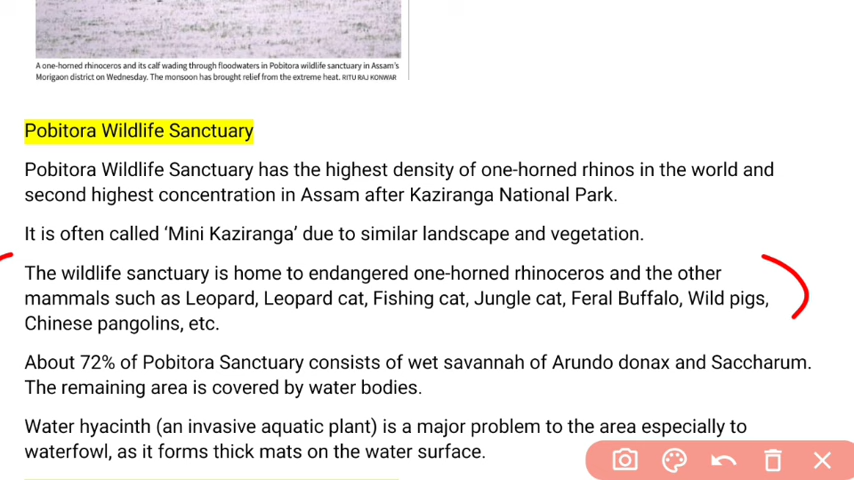 A one-horned rhinoceros and its calf wading through floodwaters in Pobitora wildlife sanctuary in Assam's
Morigaon district on Wednesday. The monsoon has brought relief from the extreme heat. RITU RAJ KONWAR
Pobitora Wildlife Sanctuary
Pobitora Wildlife Sanctuary has the highest density of one-horned rhinos in the world and
second highest concentration in Assam after Kaziranga National Park.
It is often called ‘Mini Kaziranga’ due to similar landscape and vegetation.
The wildlife sanctuary is home to endangered one-horned rhinoceros and the other
mammals such as Leopard, Leopard cat, Fishing cat, Jungle cat, Feral Buffalo, Wild pigs,
Chinese pangolins, etc.
About 72% of Pobitora Sanctuary consists of wet savannah of Arundo donax and Saccharum.
The remaining area is covered by water bodies.
Water hyacinth (an invasive aquatic plant) is a major problem to the area especially to
waterfowl, as it forms thick mats on the water surface.